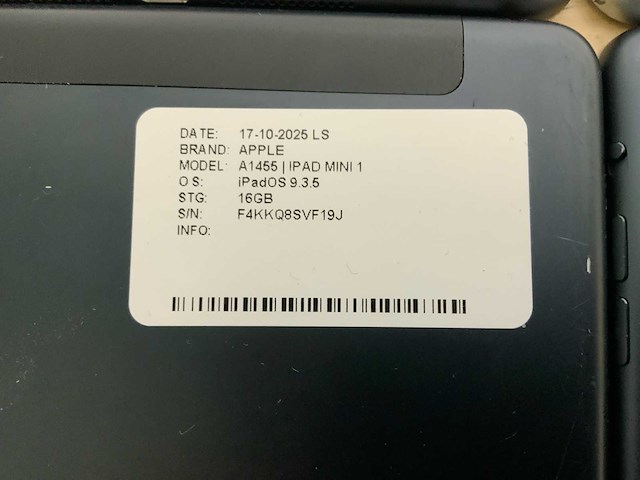 DATE: 17-10-2025 LS
BRAND: APPLE
MODEL: A1455 | IPAD MINI 1
OS: iPadOS 9.3.5
STG: 16GB
S/N: F4KKQ8SVF19J
INFO: